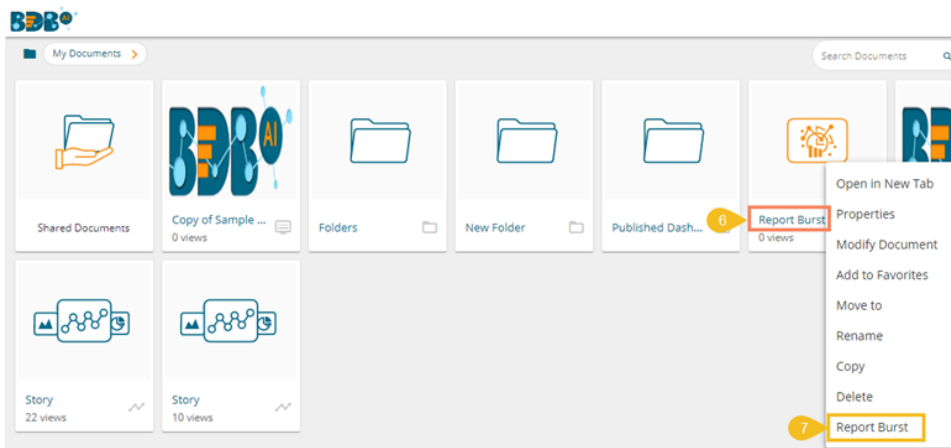 BDB AI
My Documents >
Search Documents
BDB AI
Shared Documents
Copy of Sample ...
0 views
Folders
New Folder
Published Dash...
6
Report Burst
0 views
Open in New Tab
Properties
Modify Document
Add to Favorites
Move to
Rename
Copy
Delete
7
Report Burst
Story
22 views
Story
10 views